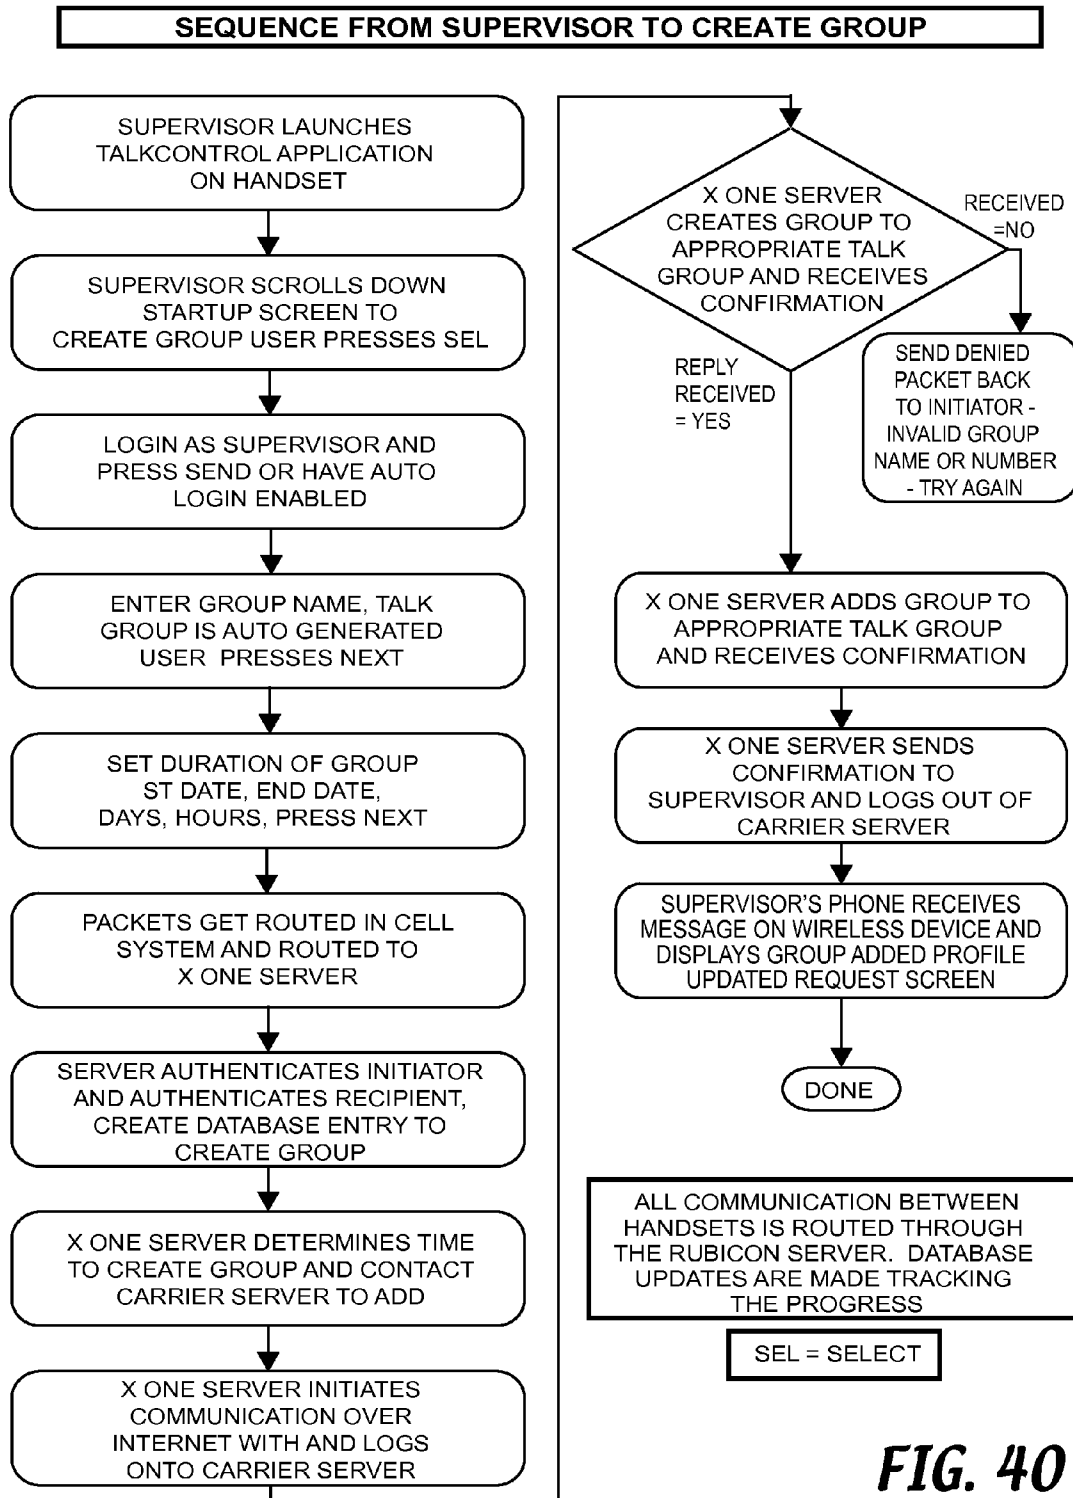 SEQUENCE FROM SUPERVISOR TO CREATE GROUP
SUPERVISOR LAUNCHES
TALKCONTROL APPLICATION
ON HANDSET
SUPERVISOR SCROLLS DOWN
STARTUP SCREEN TO
CREATE GROUP USER PRESSES SEL
LOGIN AS SUPERVISOR AND
PRESS SEND OR HAVE AUTO
LOGIN ENABLED
ENTER GROUP NAME, TALK
GROUP IS AUTO GENERATED
USER PRESSES NEXT
SET DURATION OF GROUP
ST DATE, END DATE,
DAYS, HOURS, PRESS NEXT
PACKETS GET ROUTED IN CELL
SYSTEM AND ROUTED TO
X ONE SERVER
SERVER AUTHENTICATES INITIATOR
AND AUTHENTICATES RECIPIENT,
CREATE DATABASE ENTRY TO
CREATE GROUP
X ONE SERVER DETERMINES TIME
TO CREATE GROUP AND CONTACT
CARRIER SERVER TO ADD
X ONE SERVER INITIATES
COMMUNICATION OVER
INTERNET WITH AND LOGS
ONTO CARRIER SERVER
X ONE SERVER
CREATES GROUP TO
APPROPRIATE TALK
GROUP AND RECEIVES
CONFIRMATION
RECEIVED
=NO
SEND DENIED
PACKET BACK
TO INITIATOR -
INVALID GROUP
NAME OR NUMBER
- TRY AGAIN
REPLY
RECEIVED
= YES
X ONE SERVER ADDS GROUP TO
APPROPRIATE TALK GROUP
AND RECEIVES CONFIRMATION
X ONE SERVER SENDS
CONFIRMATION TO
SUPERVISOR AND LOGS OUT OF
CARRIER SERVER
SUPERVISOR'S PHONE RECEIVES
MESSAGE ON WIRELESS DEVICE AND
DISPLAYS GROUP ADDED PROFILE
UPDATED REQUEST SCREEN
DONE
ALL COMMUNICATION BETWEEN
HANDSETS IS ROUTED THROUGH
THE RUBICON SERVER. DATABASE
UPDATES ARE MADE TRACKING
THE PROGRESS
SEL = SELECT
FIG. 40